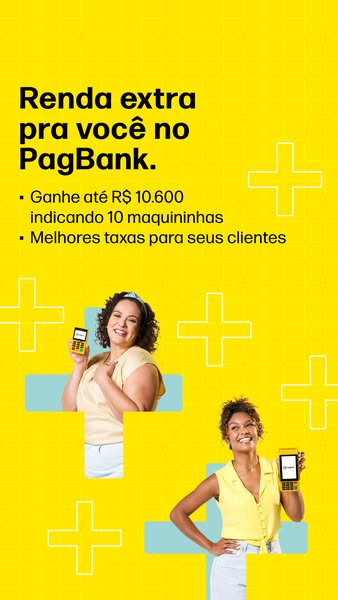 Renda extra
pra você no
PagBank.
▪ Ganhe até R$ 10.600
indicando 10 maquininhas
▪ Melhores taxas para seus clientes